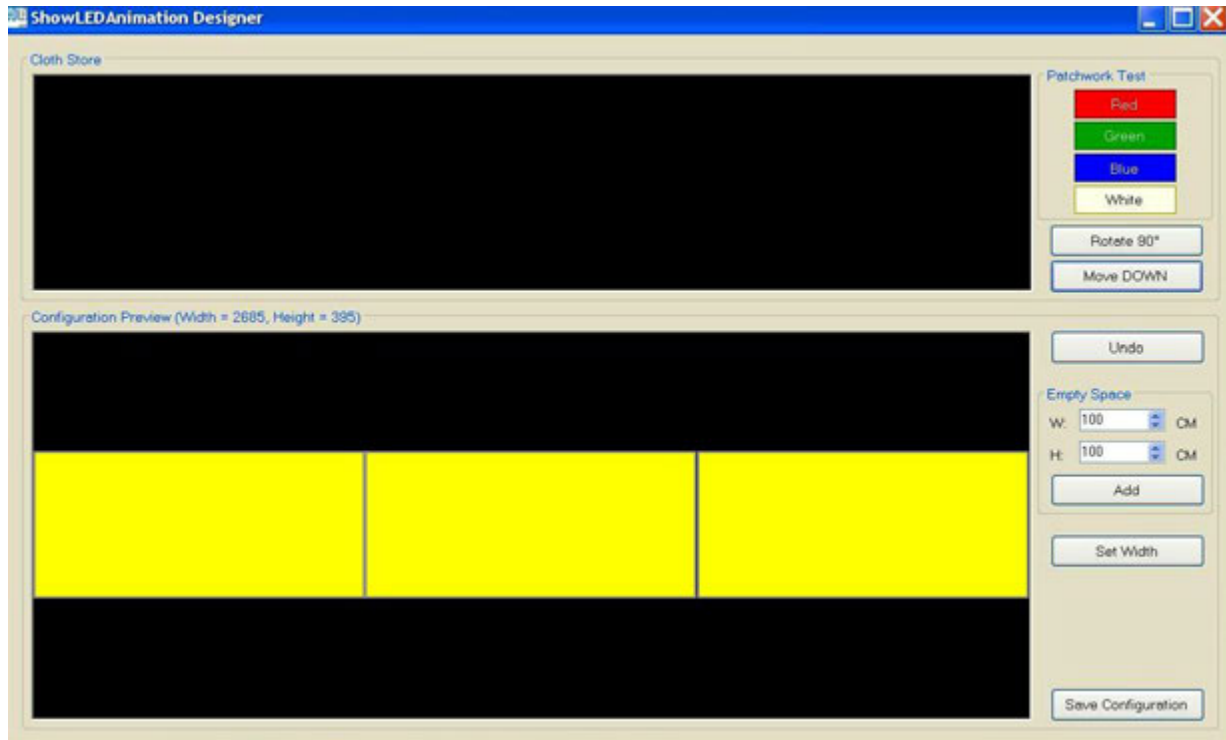 ShowLEDAnimation Designer
Cloth Store
Patchwork Test
Red
Green
Blue
White
Rotate 90°
Move DOWN
Configuration Preview (Width = 2685, Height = 395)
Undo
Empty Space
W: 100 CM
H: 100 CM
Add
Set Width
Save Configuration